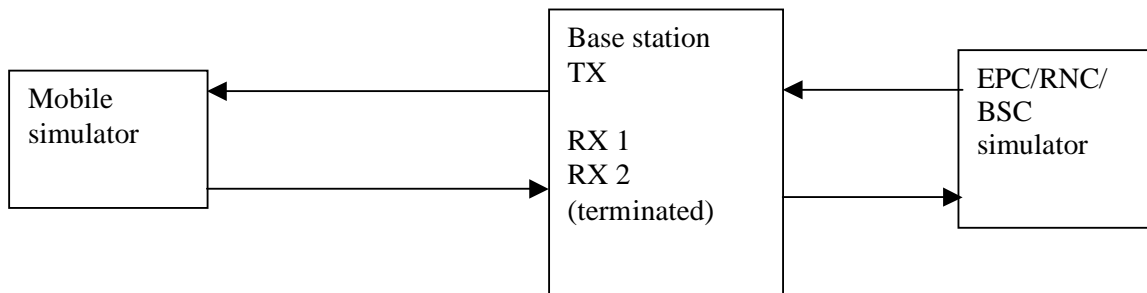 Mobile
simulator
Base station
TX
RX 1
RX 2
(terminated)
EPC/RNC/
BSC
simulator